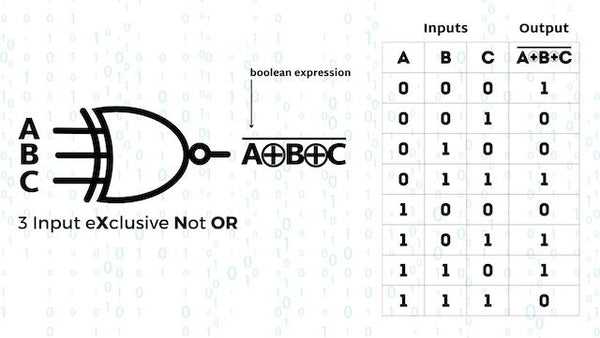 boolean expression
A
B
C
A⊕B⊕C
3 Input eXclusive Not OR
Inputs Output
A B C A+B+C
0 0 0 1
0 0 1 0
0 1 0 0
0 1 1 1
1 0 0 0
1 0 1 1
1 1 0 1
1 1 1 0